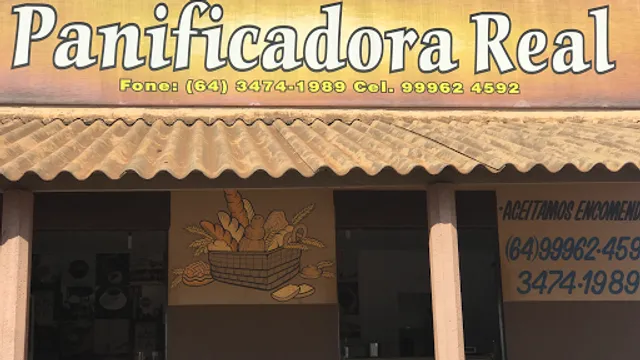 Panificadora Real
Fone: (64) 3474-1989 Cel. 99962 4592
•ACEITAMOS ENCOMEND
(64)99962-459
3474-1989